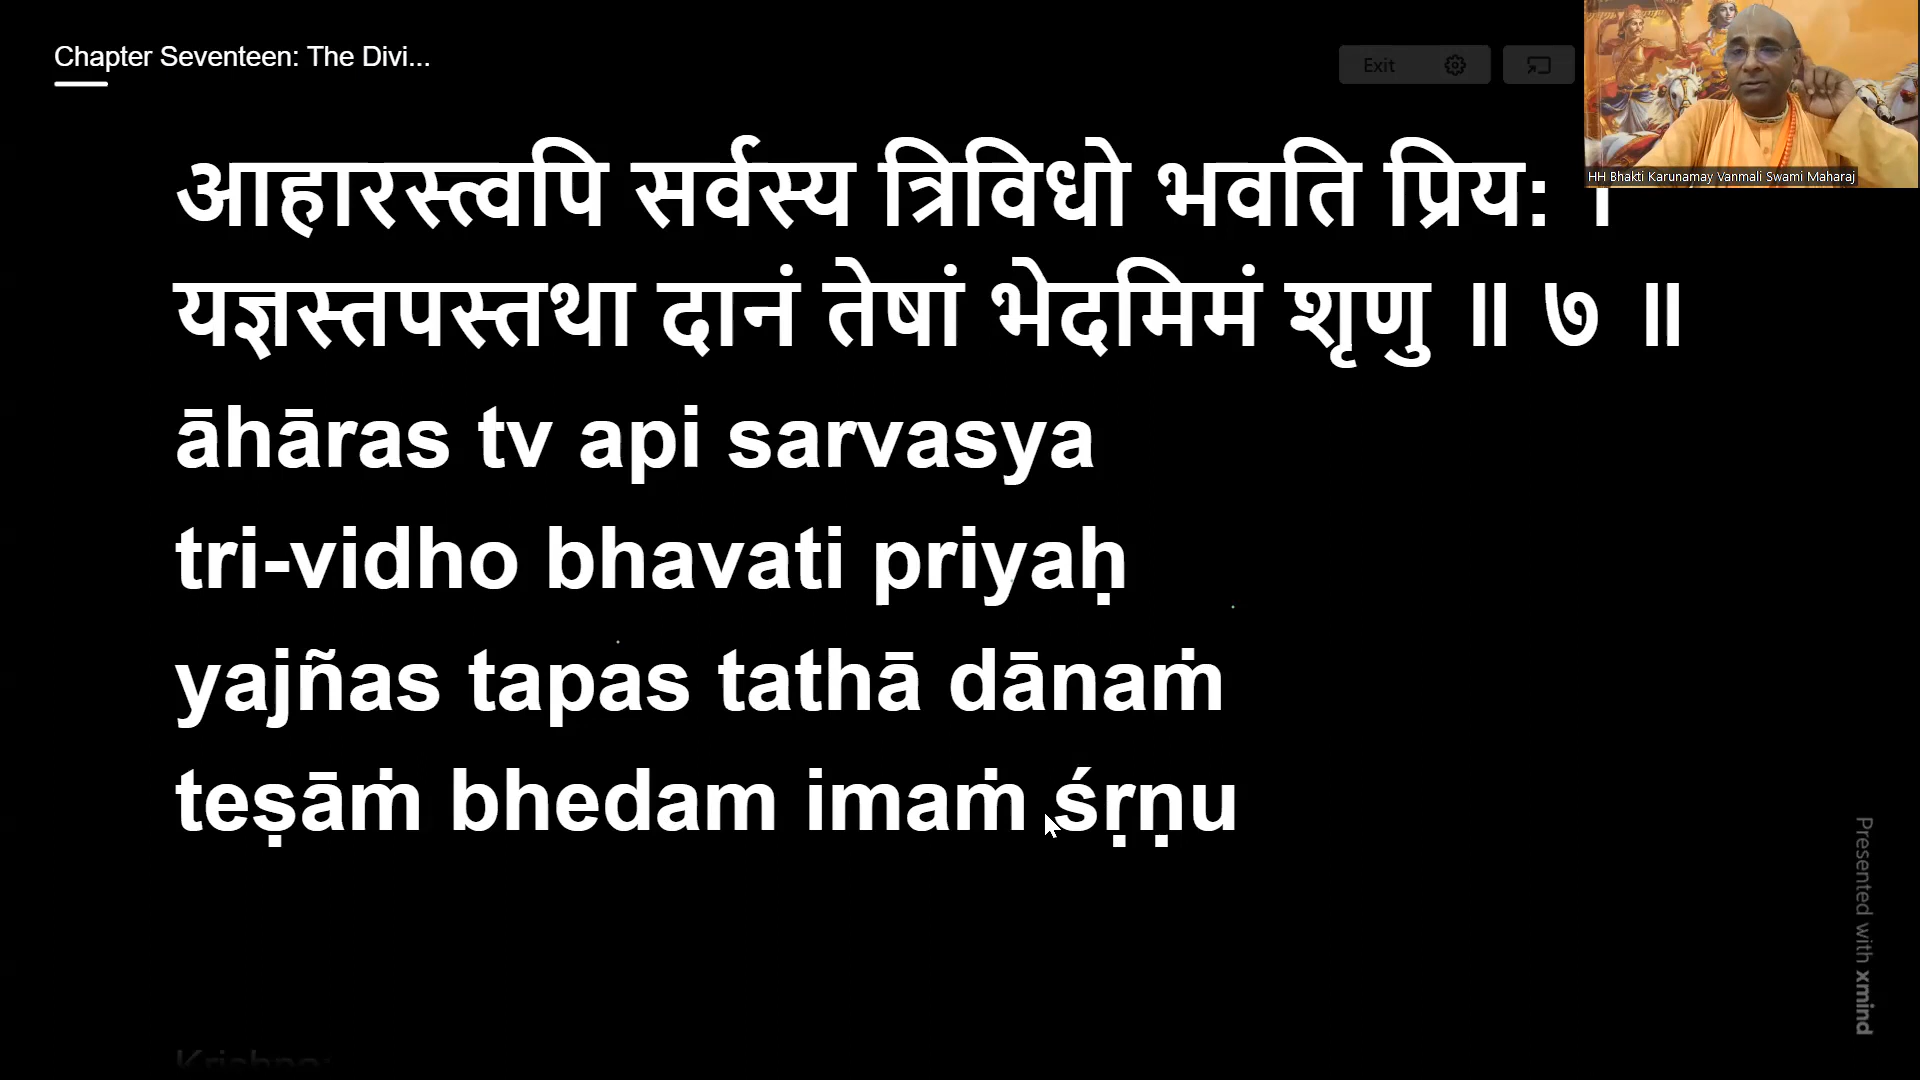 Chapter Seventeen: The Divi...
Exit
HH Bhakti Karunamay Vanmali Swami Maharaj
आहारस्त्वपि सर्वस्य त्रिविधो भवति प्रिय: ।
यज्ञस्तपस्तथा दानं तेषां भेदमिमं शृणु ॥ ७ ॥
āhāras tv api sarvasya
tri-vidho bhavati priyaḥ
yajñas tapas tathā dānaṁ
teṣāṁ bhedam imaṁ śṛṇu
Presented with xmind